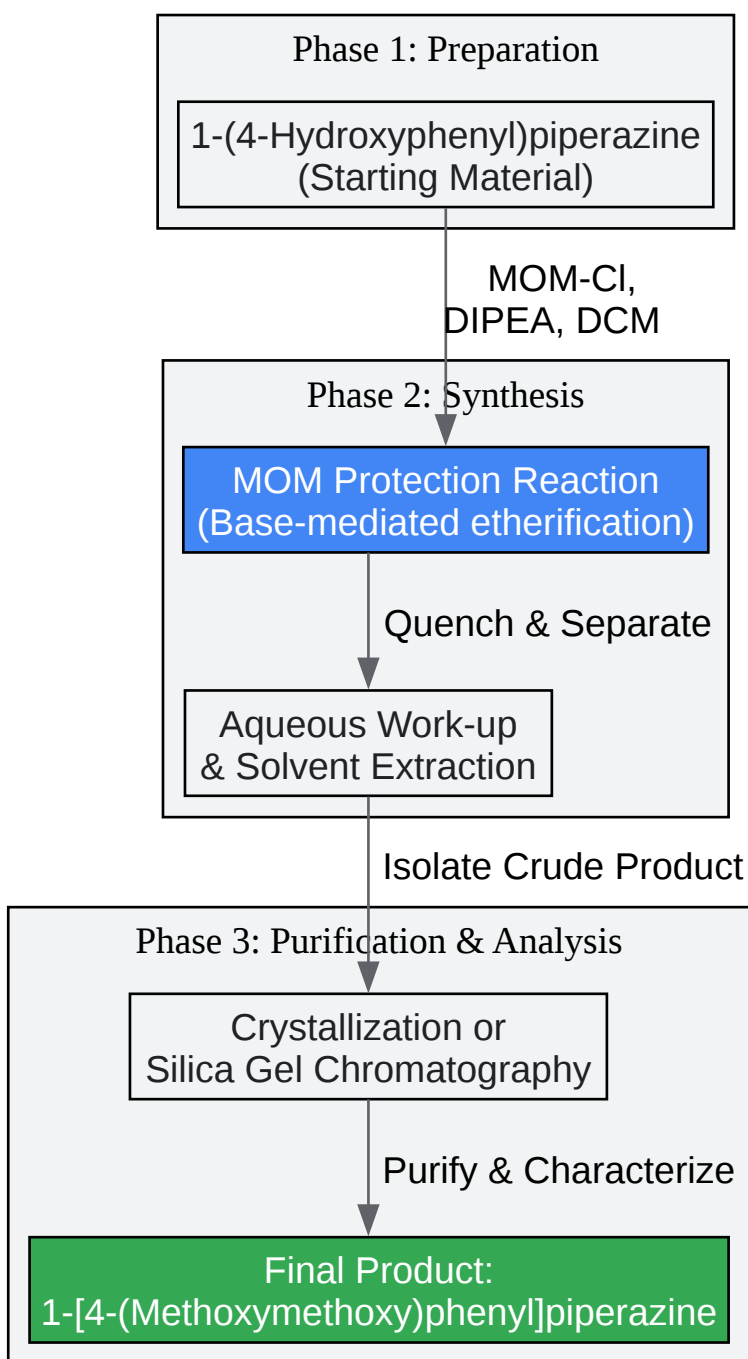 Phase 1: Preparation
1-(4-Hydroxyphenyl)piperazine
(Starting Material)
MOM-Cl,
DIPEA, DCM
Phase 2: Synthesis
MOM Protection Reaction
(Base-mediated etherification)
Quench & Separate
Aqueous Work-up
& Solvent Extraction
Isolate Crude Product
Phase 3: Purification & Analysis
Crystallization or
Silica Gel Chromatography
Purify & Characterize
Final Product:
1-[4-(Methoxymethoxy)phenyl]piperazine